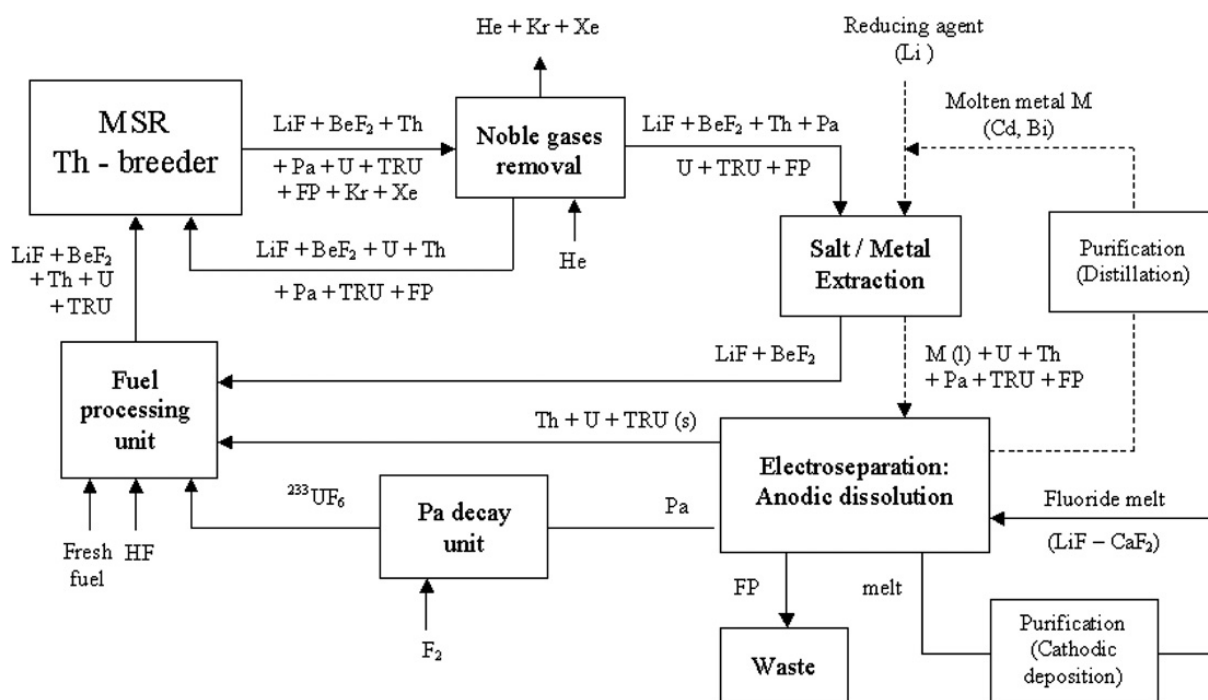 He + Kr + Xe
Reducing agent
(Li )
MSR
Th - breeder
LiF + BeF₂ + Th
+ Pa + U + TRU
+ FP + Kr + Xe
Noble gases
removal
LiF + BeF₂ + Th + Pa
U + TRU + FP
Molten metal M
(Cd, Bi)
LiF + BeF₂
+ Th + U
+ TRU
LiF + BeF₂ + U + Th
+ Pa + TRU + FP
He
Salt / Metal
Extraction
Purification
(Distillation)
LiF + BeF₂
M (l) + U + Th
+ Pa + TRU + FP
Fuel
processing
unit
Th + U + TRU (s)
Electroseparation:
Anodic dissolution
²³³UF₆
Pa decay
unit
Pa
Fluoride melt
(LiF – CaF₂)
Fresh
fuel
HF
F₂
FP
melt
Waste
Purification
(Cathodic
deposition)